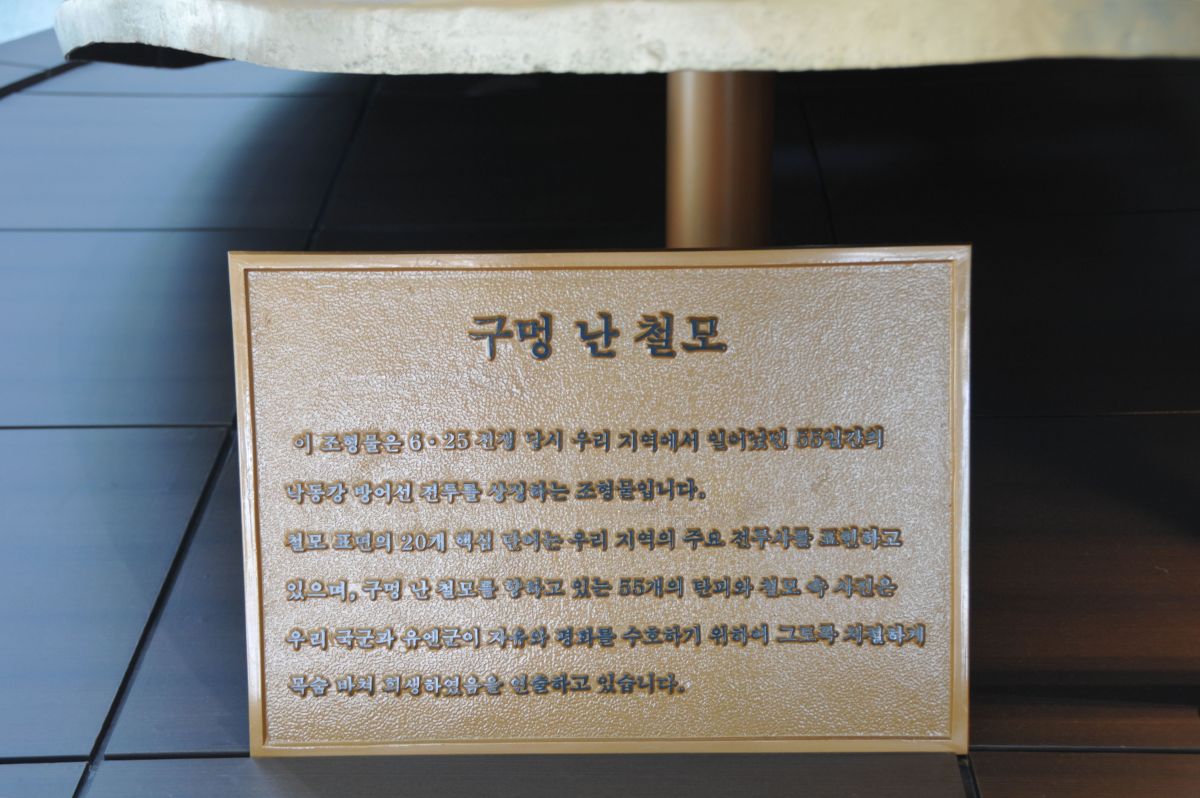 구멍 난 철모
이 조형물은 6·25 전쟁 당시 우리 지역에서 일어났던 55일간의
낙동강 방어선 전투를 상징하는 조형물입니다.
철모 표면의 20개 핵심 단어는 우리 지역의 주요 전투사를 표현하고
있으며, 구멍 난 철모를 향하고 있는 55개의 탄피와 철모 속 사진은
우리 국군과 유엔군이 자유와 평화를 수호하기 위하여 그토록 처절하게
목숨 바쳐 희생하였음을 연출하고 있습니다.